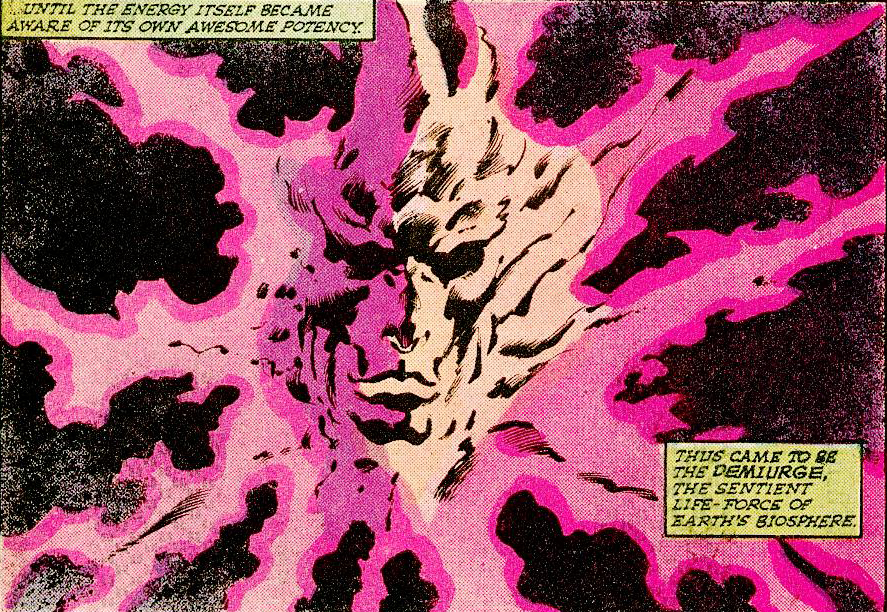 ...UNTIL THE ENERGY ITSELF BECAME
AWARE OF ITS OWN AWESOME POTENCY.
THUS CAME TO BE
THE DEMIURGE,
THE SENTIENT
LIFE-FORCE OF
EARTH'S BIOSPHERE.